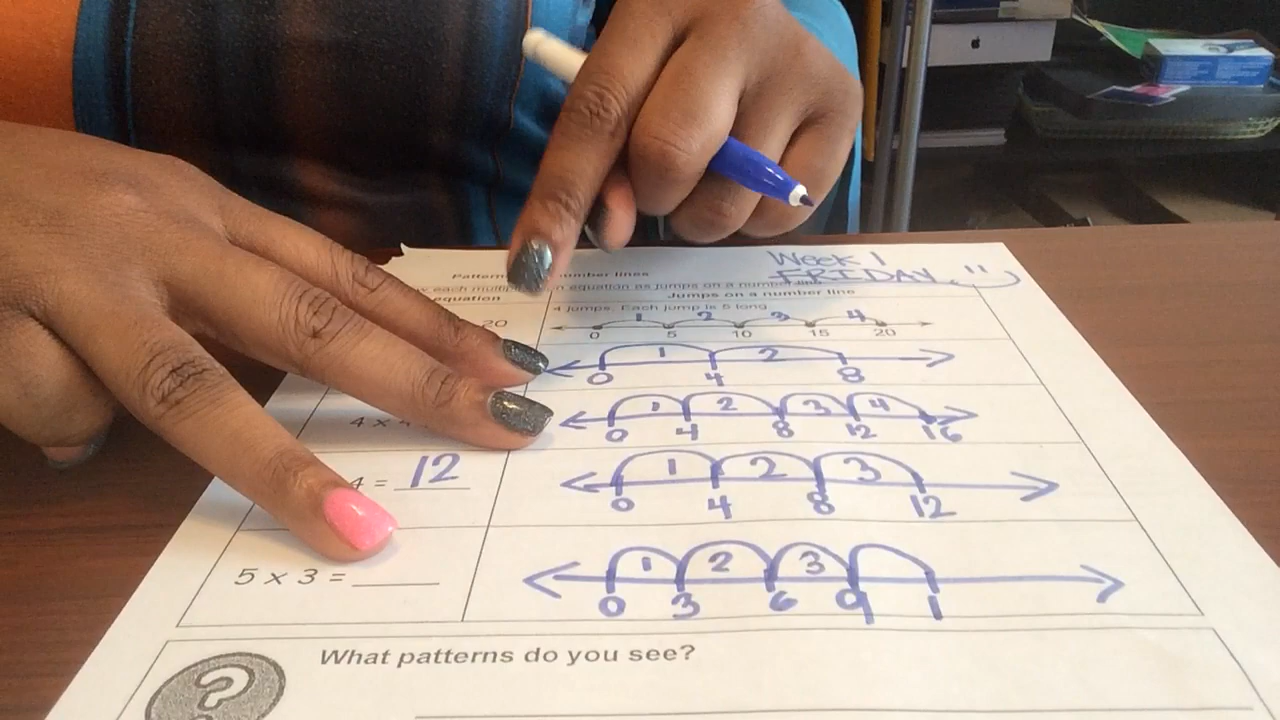 Week 1
number lines FRIDAY
each equation as jumps on a number line
equation Jumps on a number line
4 jumps. Each jump is 5 long
20 1 2 3 4
0 5 10 15 20
1 2
0 4 8
4 x 1 2 3 4
0 4 8 12 16
4 = 12 1 2 3
0 4 8 12
5 x 3 = ______ 1 2 3
0 3 6 9 1
What patterns do you see?
?